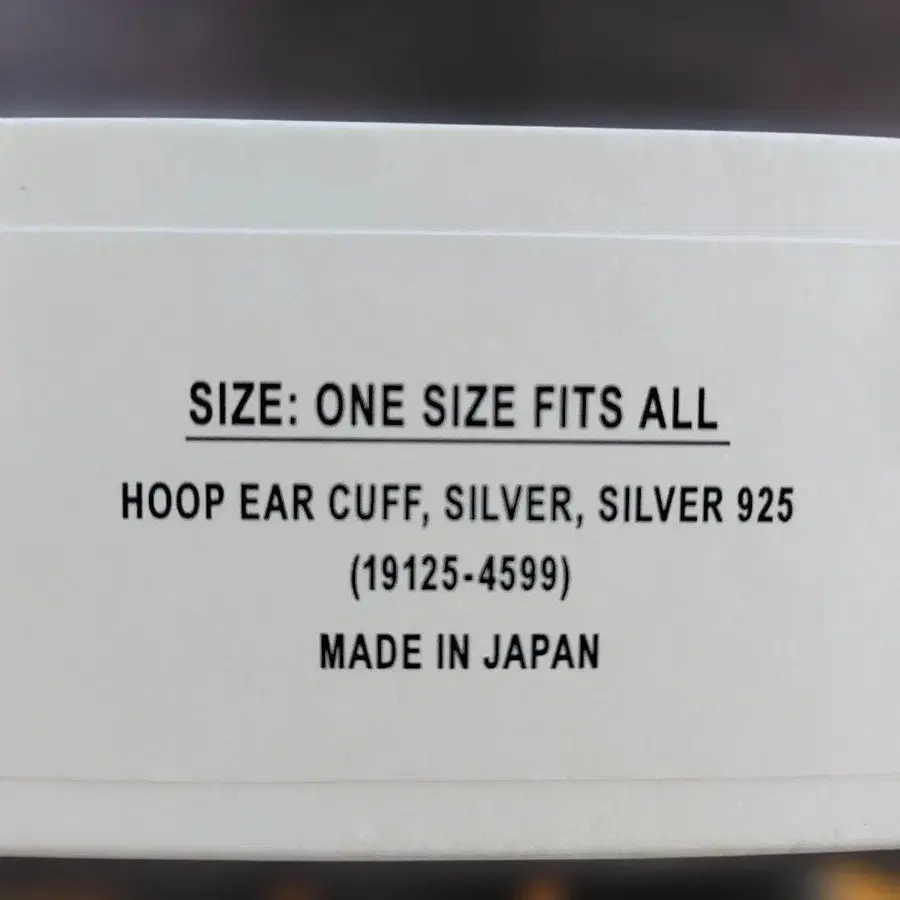 SIZE: ONE SIZE FITS ALL
HOOP EAR CUFF, SILVER, SILVER 925
(19125-4599)
MADE IN JAPAN